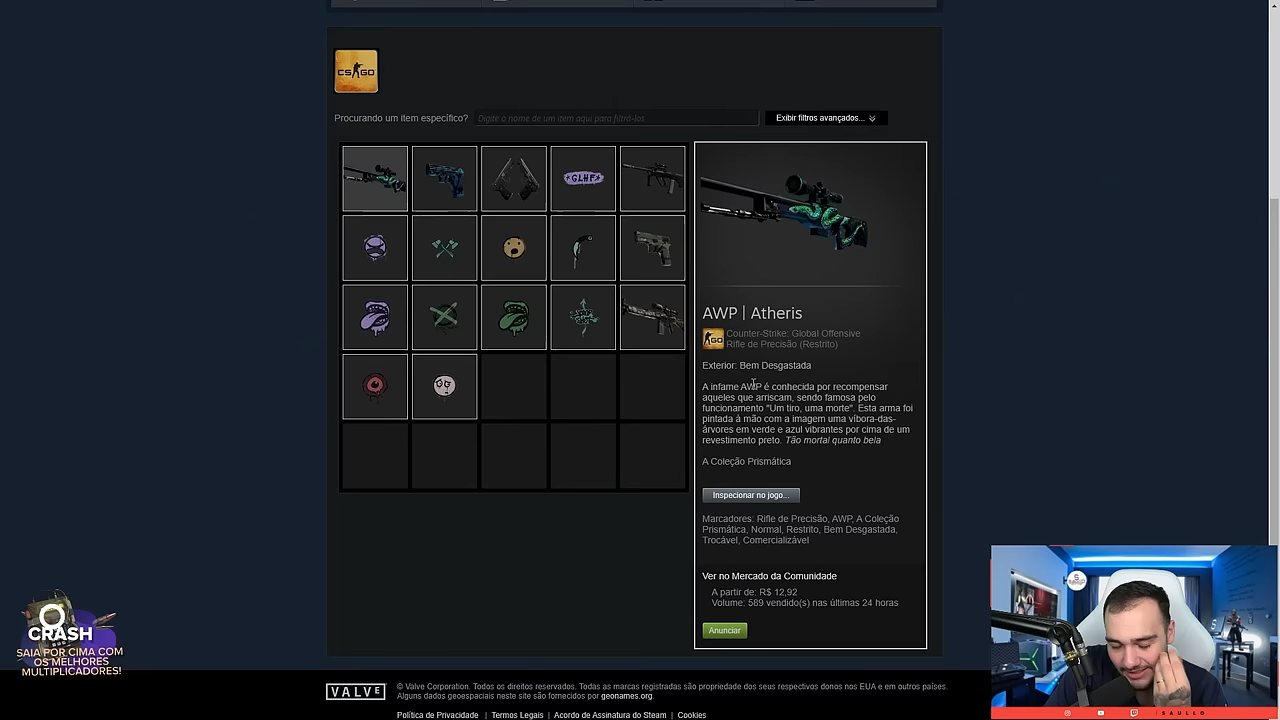 CS GO
Procurando um item específico?
Digite o nome de um item aqui para filtrá-los
Exibir filtros avançados...
GLHF
AWP | Atheris
GO
Counter-Strike: Global Offensive
Rifle de Precisão (Restrito)
Exterior: Bem Desgastada
A infame AWP é conhecida por recompensar
aqueles que arriscam, sendo famosa pelo
funcionamento "Um tiro, uma morte". Esta arma foi
pintada à mão com a imagem uma víbora-das-
árvores em verde e azul vibrantes por cima de um
revestimento preto. Tão mortal quanto bela
A Coleção Prismática
Inspecionar no jogo...
Marcadores: Rifle de Precisão, AWP, A Coleção
Prismática, Normal, Restrito, Bem Desgastada,
Trocável, Comercializável
Ver no Mercado da Comunidade
A partir de: R$ 12,92
Volume: 589 vendido(s) nas últimas 24 horas
Anunciar
CRASH
SAIA POR CIMA COM
OS MELHORES
MULTIPLICADORES!
VALVE
© Valve Corporation. Todos os direitos reservados. Todas as marcas registradas são propriedade dos seus respectivos donos nos EUA e em outros países.
Alguns dados geoespaciais neste site são fornecidos por geonames.org.
Política de Privacidade | Termos Legais | Acordo de Assinatura do Steam | Cookies